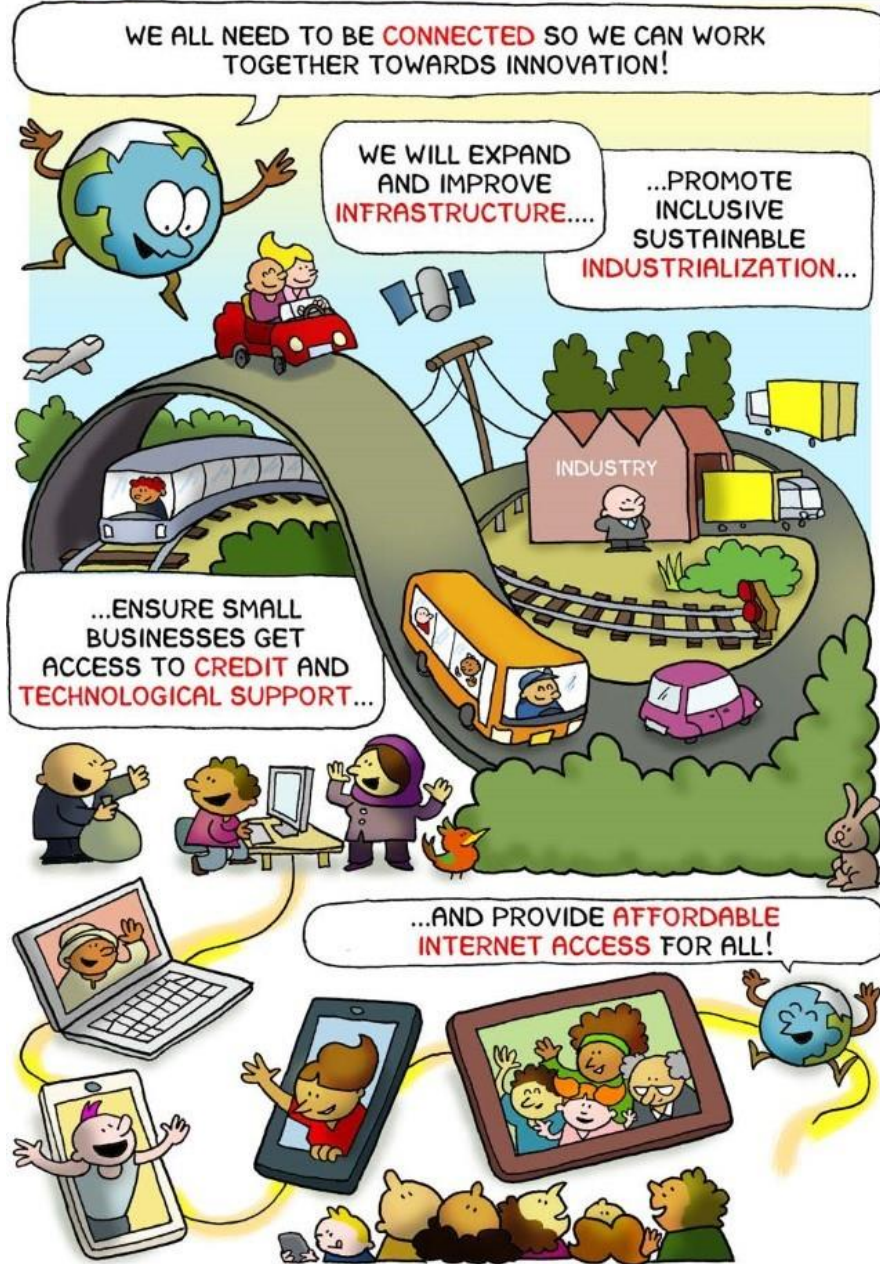 WE ALL NEED TO BE CONNECTED SO WE CAN WORK
TOGETHER TOWARDS INNOVATION!
WE WILL EXPAND
AND IMPROVE
INFRASTRUCTURE....
...PROMOTE
INCLUSIVE
SUSTAINABLE
INDUSTRIALIZATION...
INDUSTRY
...ENSURE SMALL
BUSINESSES GET
ACCESS TO CREDIT AND
TECHNOLOGICAL SUPPORT...
...AND PROVIDE AFFORDABLE
INTERNET ACCESS FOR ALL!